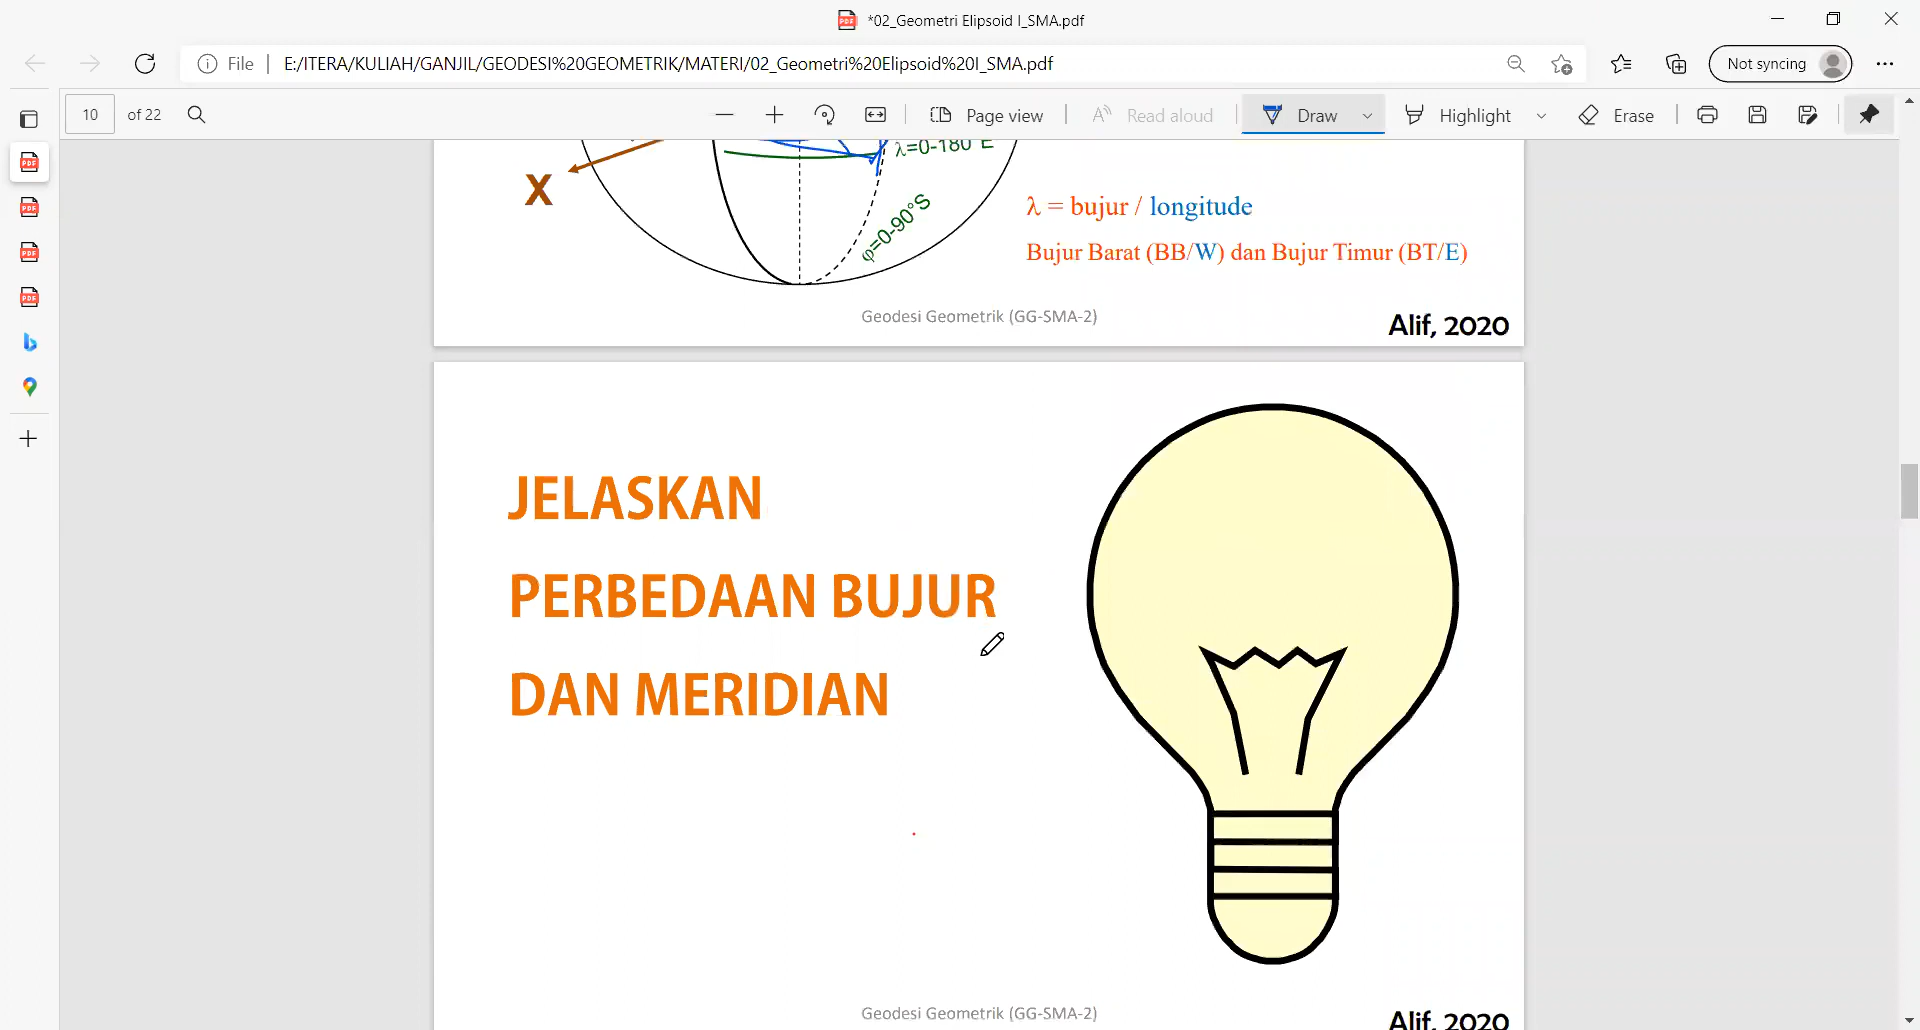 *02_Geometri Elipsoid I_SMA.pdf
File | E:/ITERA/KULIAH/GANJIL/GEODESI%20GEOMETRIK/MATERI/02_Geometri%20Elipsoid%20I_SMA.pdf
Not syncing
10 of 22
Page view
Read aloud
Draw
Highlight
Erase
λ=0-180°E
X
φ=0-90°S
λ = bujur / longitude
Bujur Barat (BB/W) dan Bujur Timur (BT/E)
Geodesi Geometrik (GG-SMA-2)
Alif, 2020
JELASKAN
PERBEDAAN BUJUR
DAN MERIDIAN
Geodesi Geometrik (GG-SMA-2)
Alif, 2020